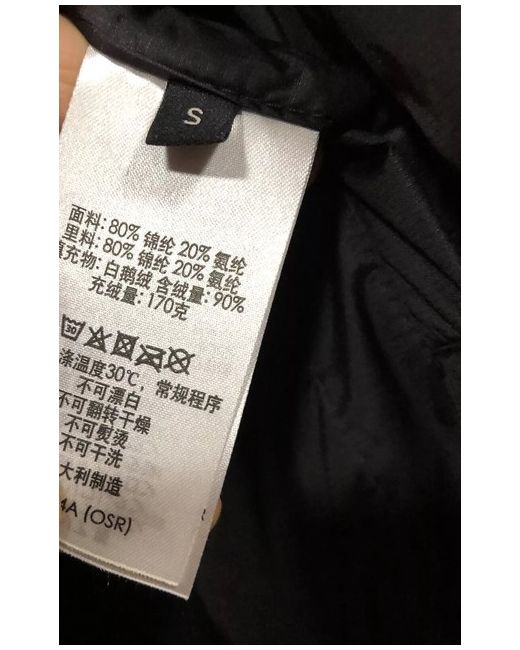 S
面料: 80% 锦纶 20% 氨纶
里料: 80% 锦纶 20% 氨纶
填充物: 白鹅绒 含绒量: 90%
充绒量: 170克
30
涤温度30℃, 常规程序
不可漂白
不可翻转干燥
不可熨烫
不可干洗
大利制造
4A (OSR)